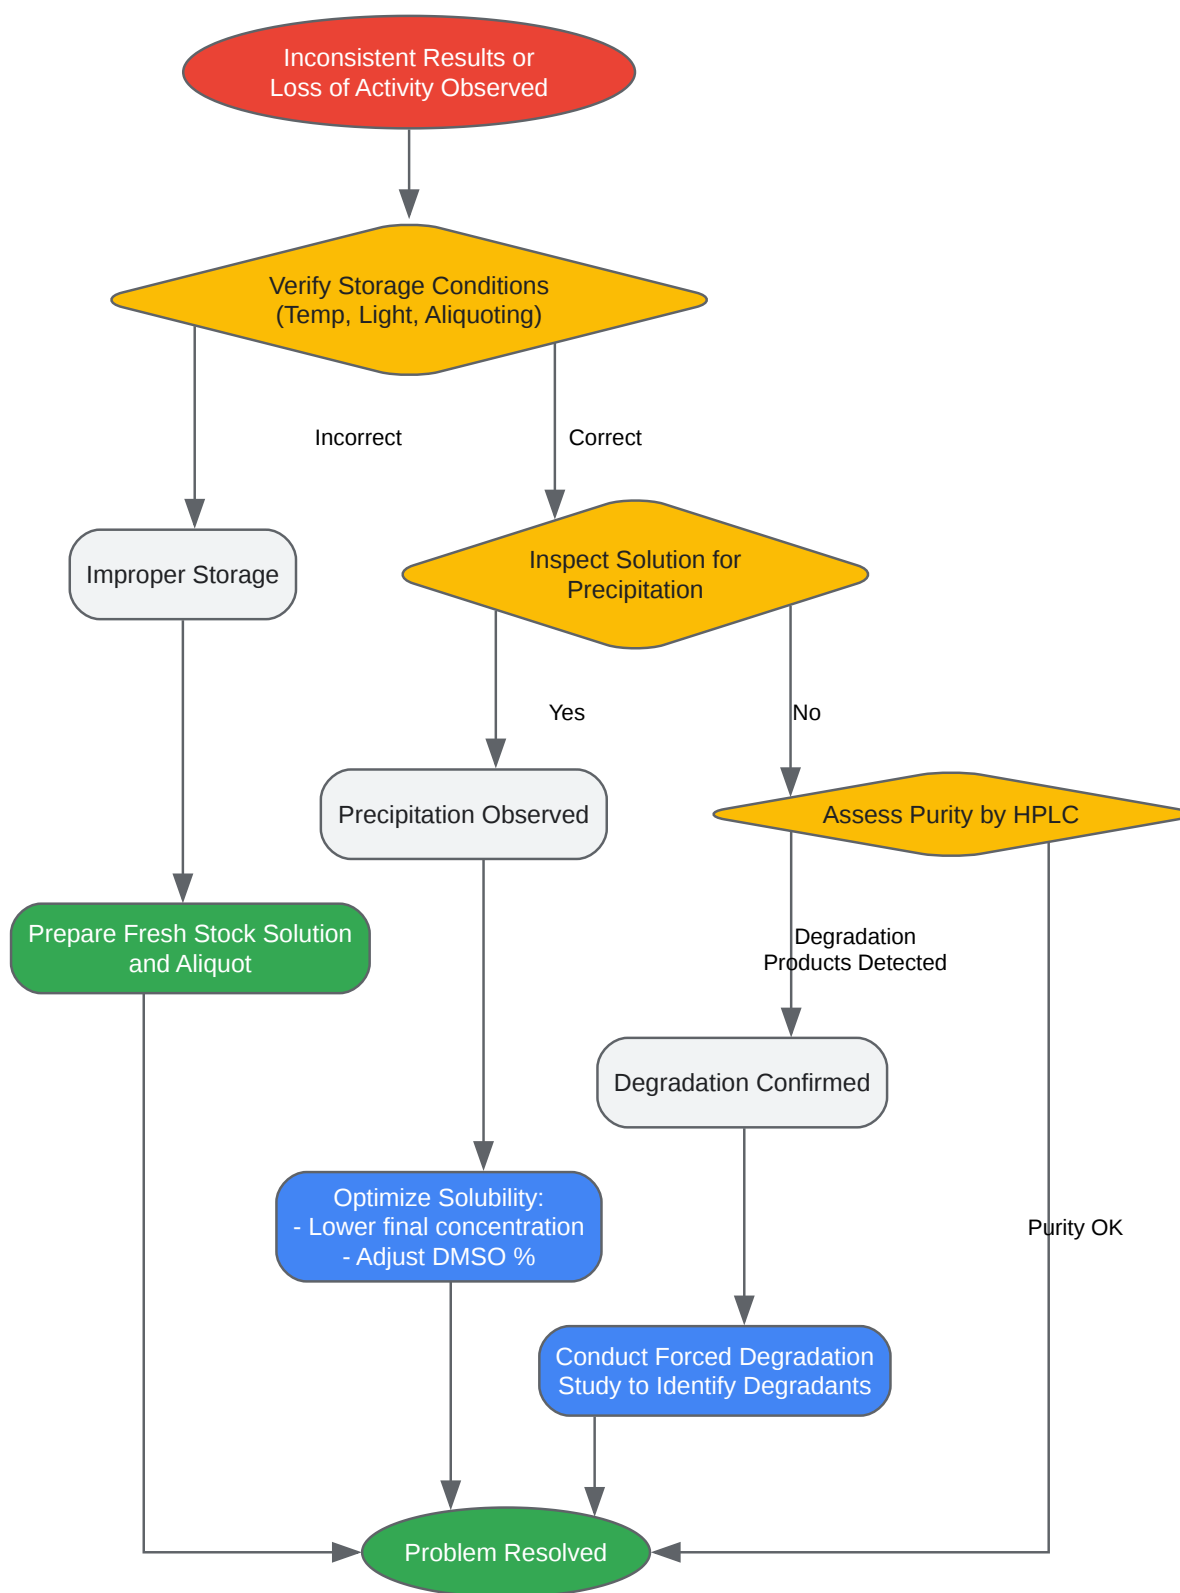 Inconsistent Results or
Loss of Activity Observed
Verify Storage Conditions
(Temp, Light, Aliquoting)
Incorrect
Correct
Improper Storage
Inspect Solution for
Precipitation
Yes
No
Precipitation Observed
Assess Purity by HPLC
Prepare Fresh Stock Solution
and Aliquot
Degradation
Products Detected
Degradation Confirmed
Optimize Solubility:
- Lower final concentration
- Adjust DMSO %
Purity OK
Conduct Forced Degradation
Study to Identify Degradants
Problem Resolved